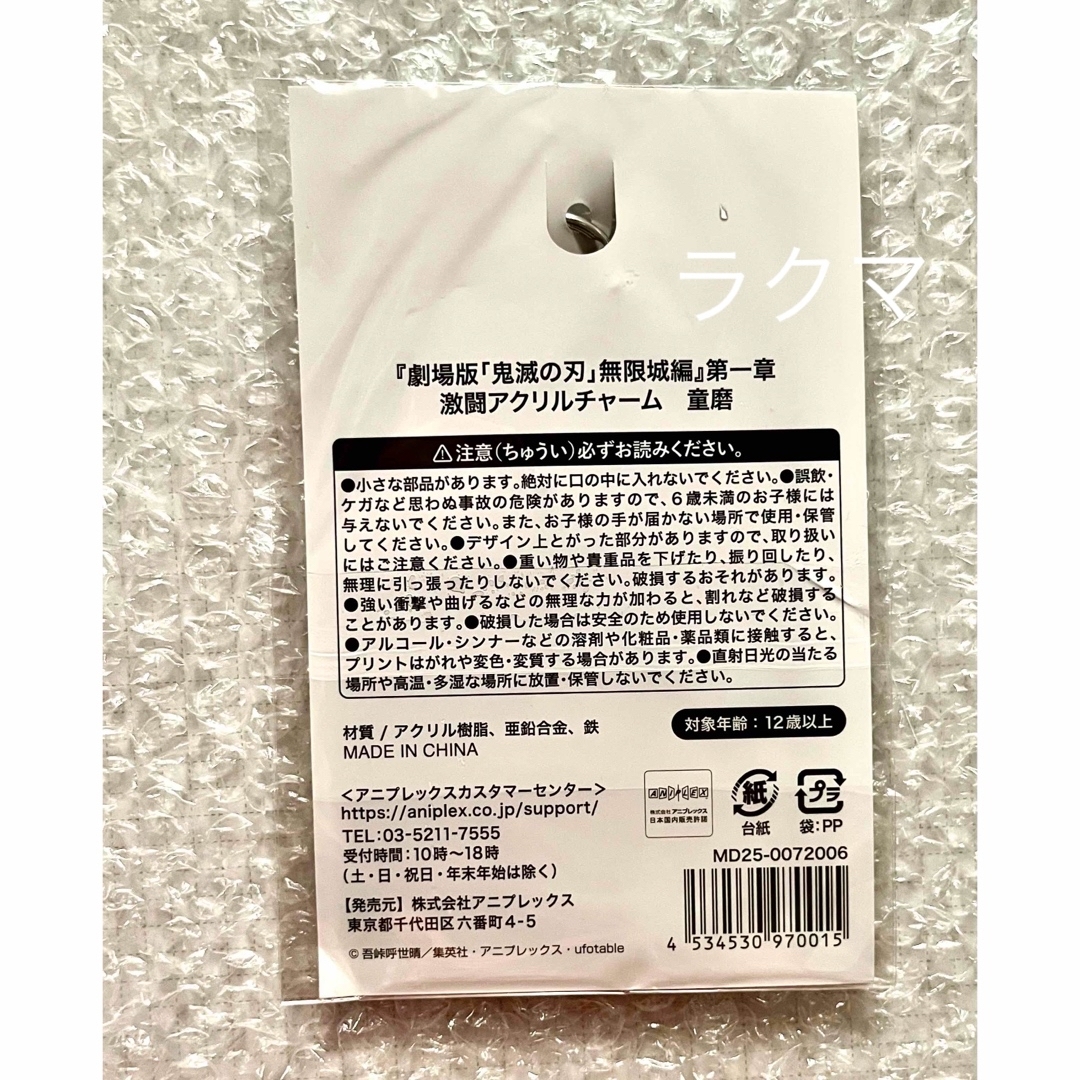 ラクマ
『劇場版「鬼滅の刃」無限城編』第一章
激闘アクリルチャーム 童磨
⚠注意(ちゅうい)必ずお読みください。
●小さな部品があります。絶対に口の中に入れないでください。●誤飲・
ケガなど思わぬ事故の危険がありますので、6歳未満のお子様には
与えないでください。また、お子様の手が届かない場所で使用・保管
してください。●デザイン上とがった部分がありますので、取り扱い
にはご注意ください。●重い物や貴重品を下げたり、振り回したり、
無理に引っ張ったりしないでください。破損するおそれがあります。
●強い衝撃や曲げるなどの無理な力が加わると、割れなど破損する
ことがあります。●破損した場合は安全のため使用しないでください。
●アルコール・シンナーなどの溶剤や化粧品・薬品類に接触すると、
プリントはがれや変色・変質する場合があります。●直射日光の当たる
場所や高温・多湿な場所に放置・保管しないでください。
材質 / アクリル樹脂、亜鉛合金、鉄
MADE IN CHINA
対象年齢:12歳以上
<アニプレックスカスタマーセンター>
https://aniplex.co.jp/support/
TEL:03-5211-7555
受付時間:10時〜18時
(土・日・祝日・年末年始は除く)
【発売元】株式会社アニプレックス
東京都千代田区六番町4-5
©吾峠呼世晴/集英社・アニプレックス・ufotable
ANIPLEX
株式会社アニプレックス
日本国内販売許諾
紙
台紙
プラ
袋:PP
MD25-0072006
4 534530 970015